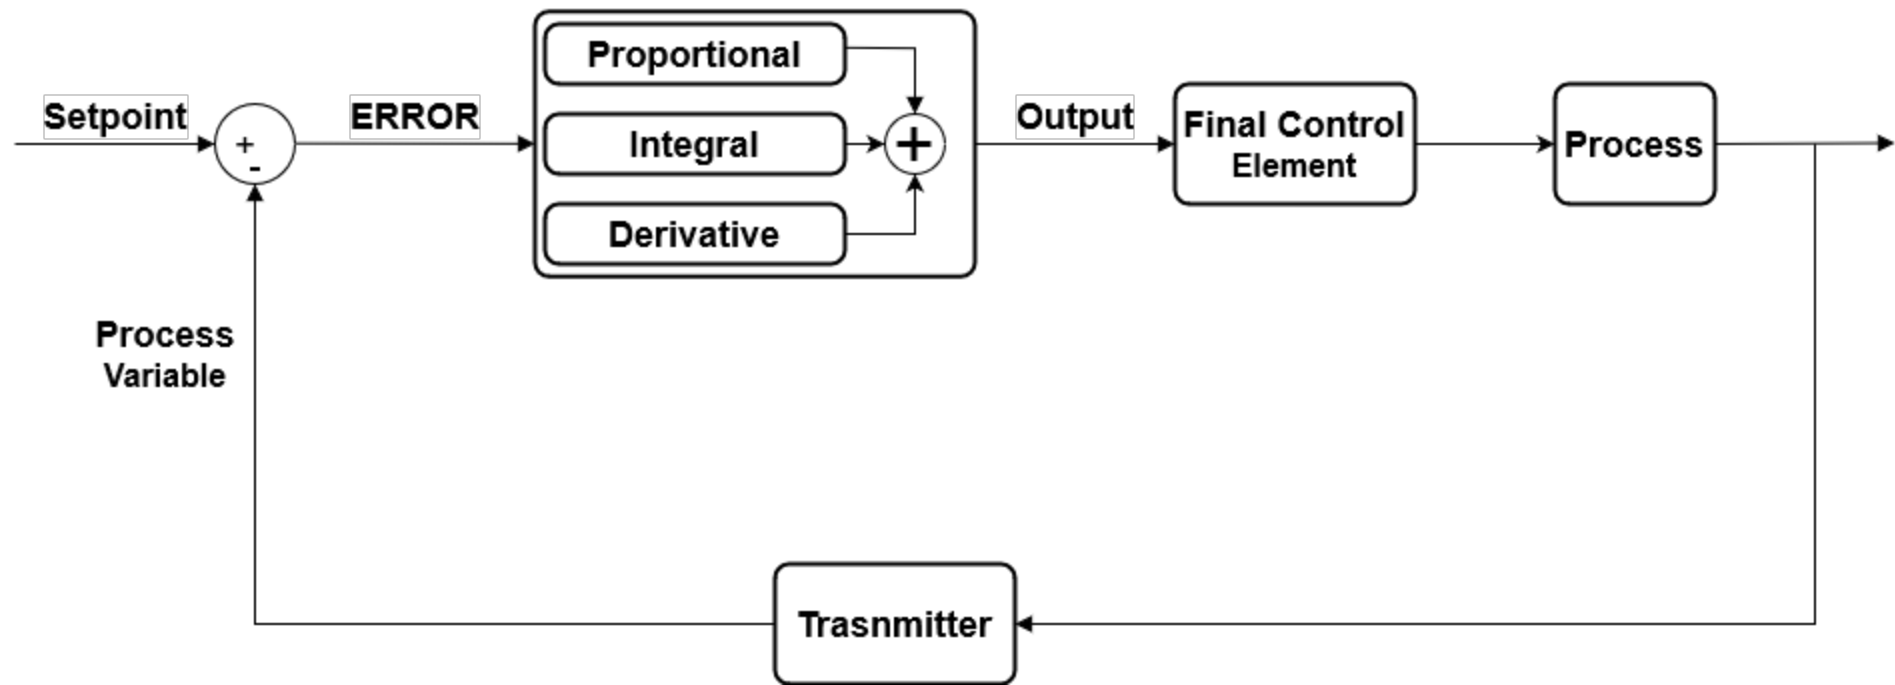 Proportional
Setpoint
+
-
ERROR
Integral
+
Output
Final Control
Element
Process
Derivative
Process
Variable
Trasnmitter